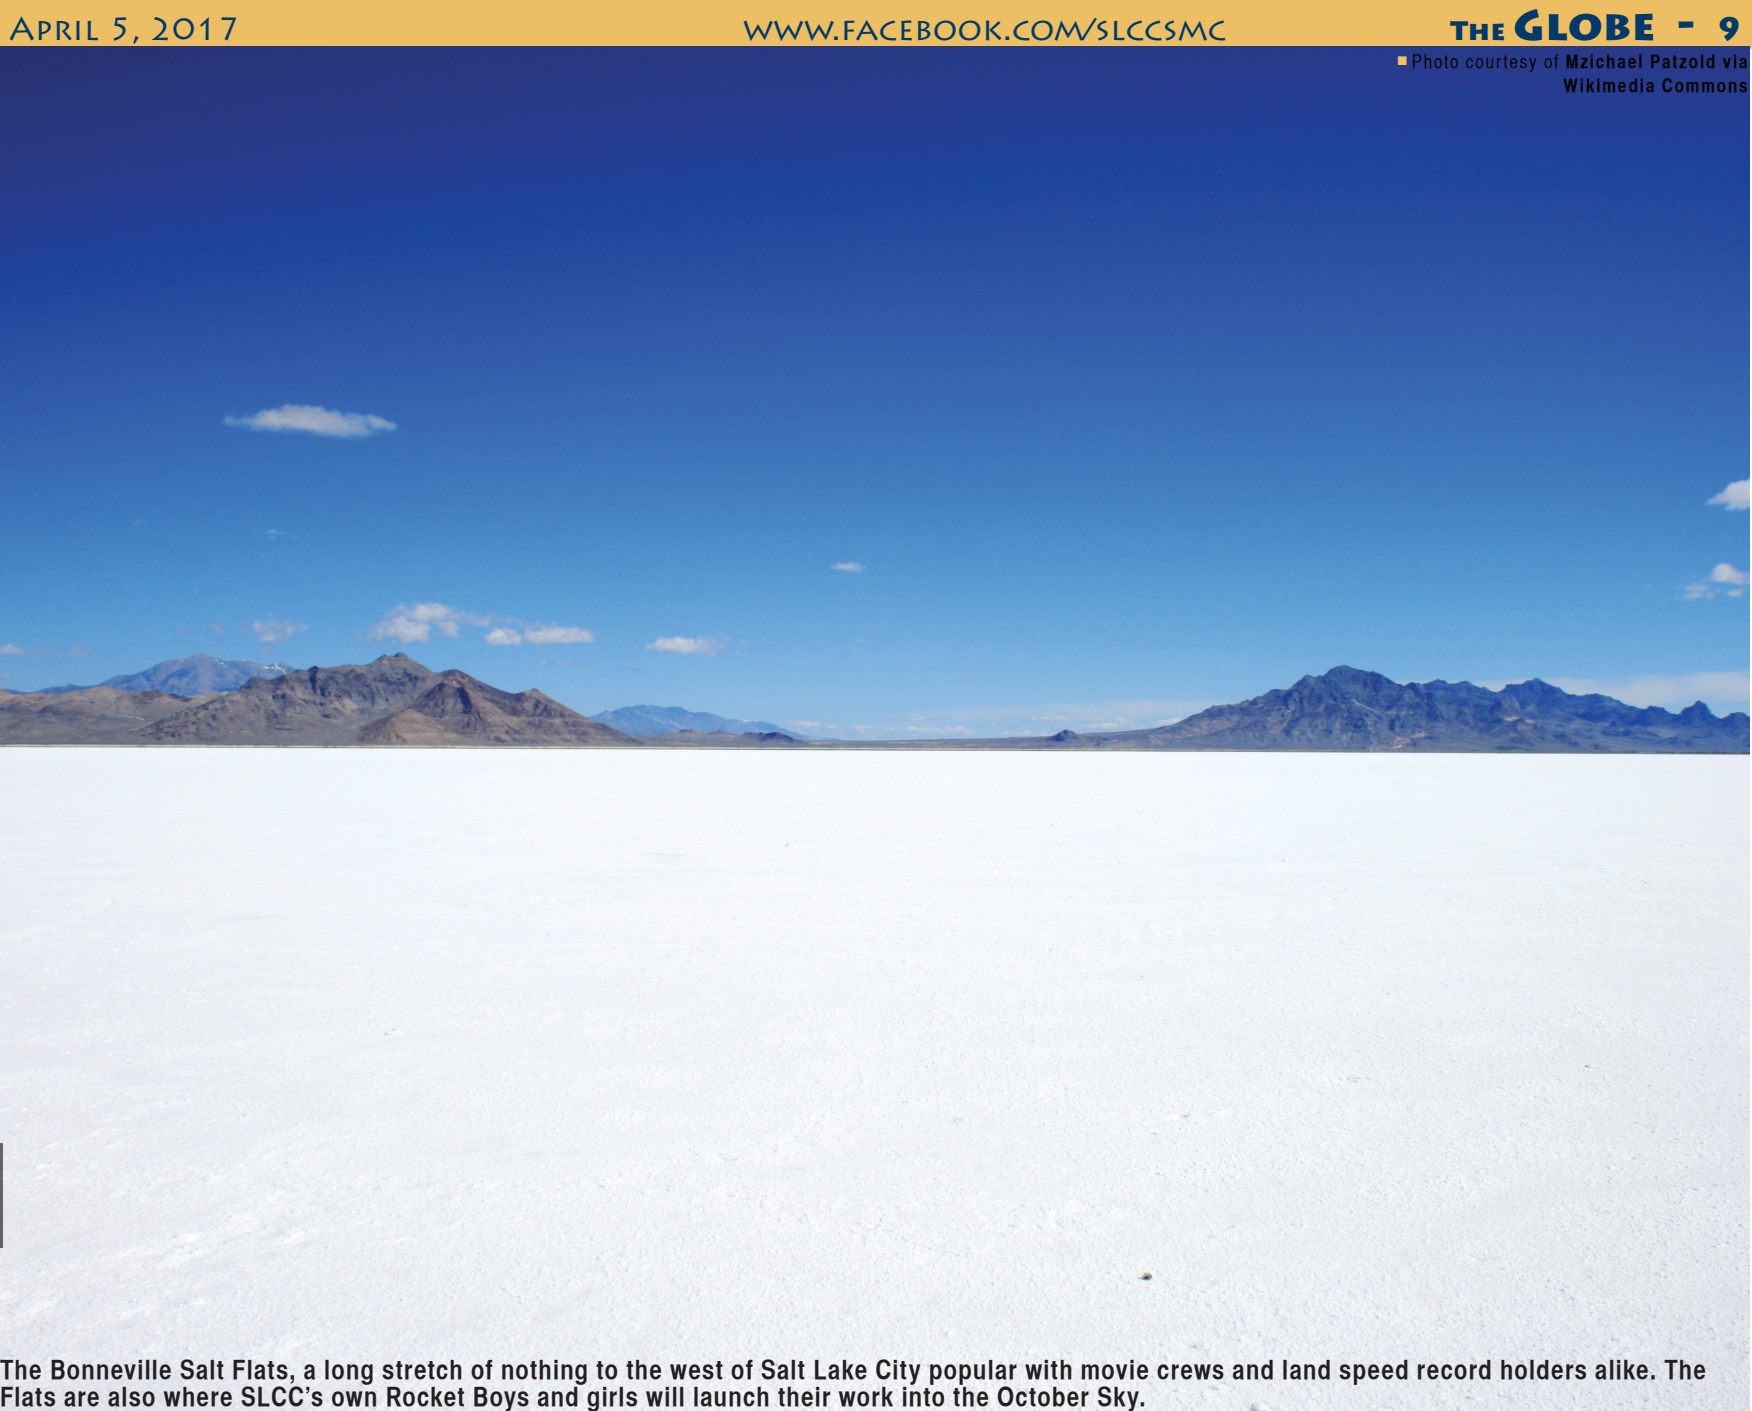 April 5, 2017
www.facebook.com/slccsmc
The Globe - 9
Photo courtesy of Mzichael Patzold via
Wikimedia Commons
The Bonneville Salt Flats, a long stretch of nothing to the west of Salt Lake City popular with movie crews and land speed record holders alike. The
Flats are also where SLCC’s own Rocket Boys and girls will launch their work into the October Sky.